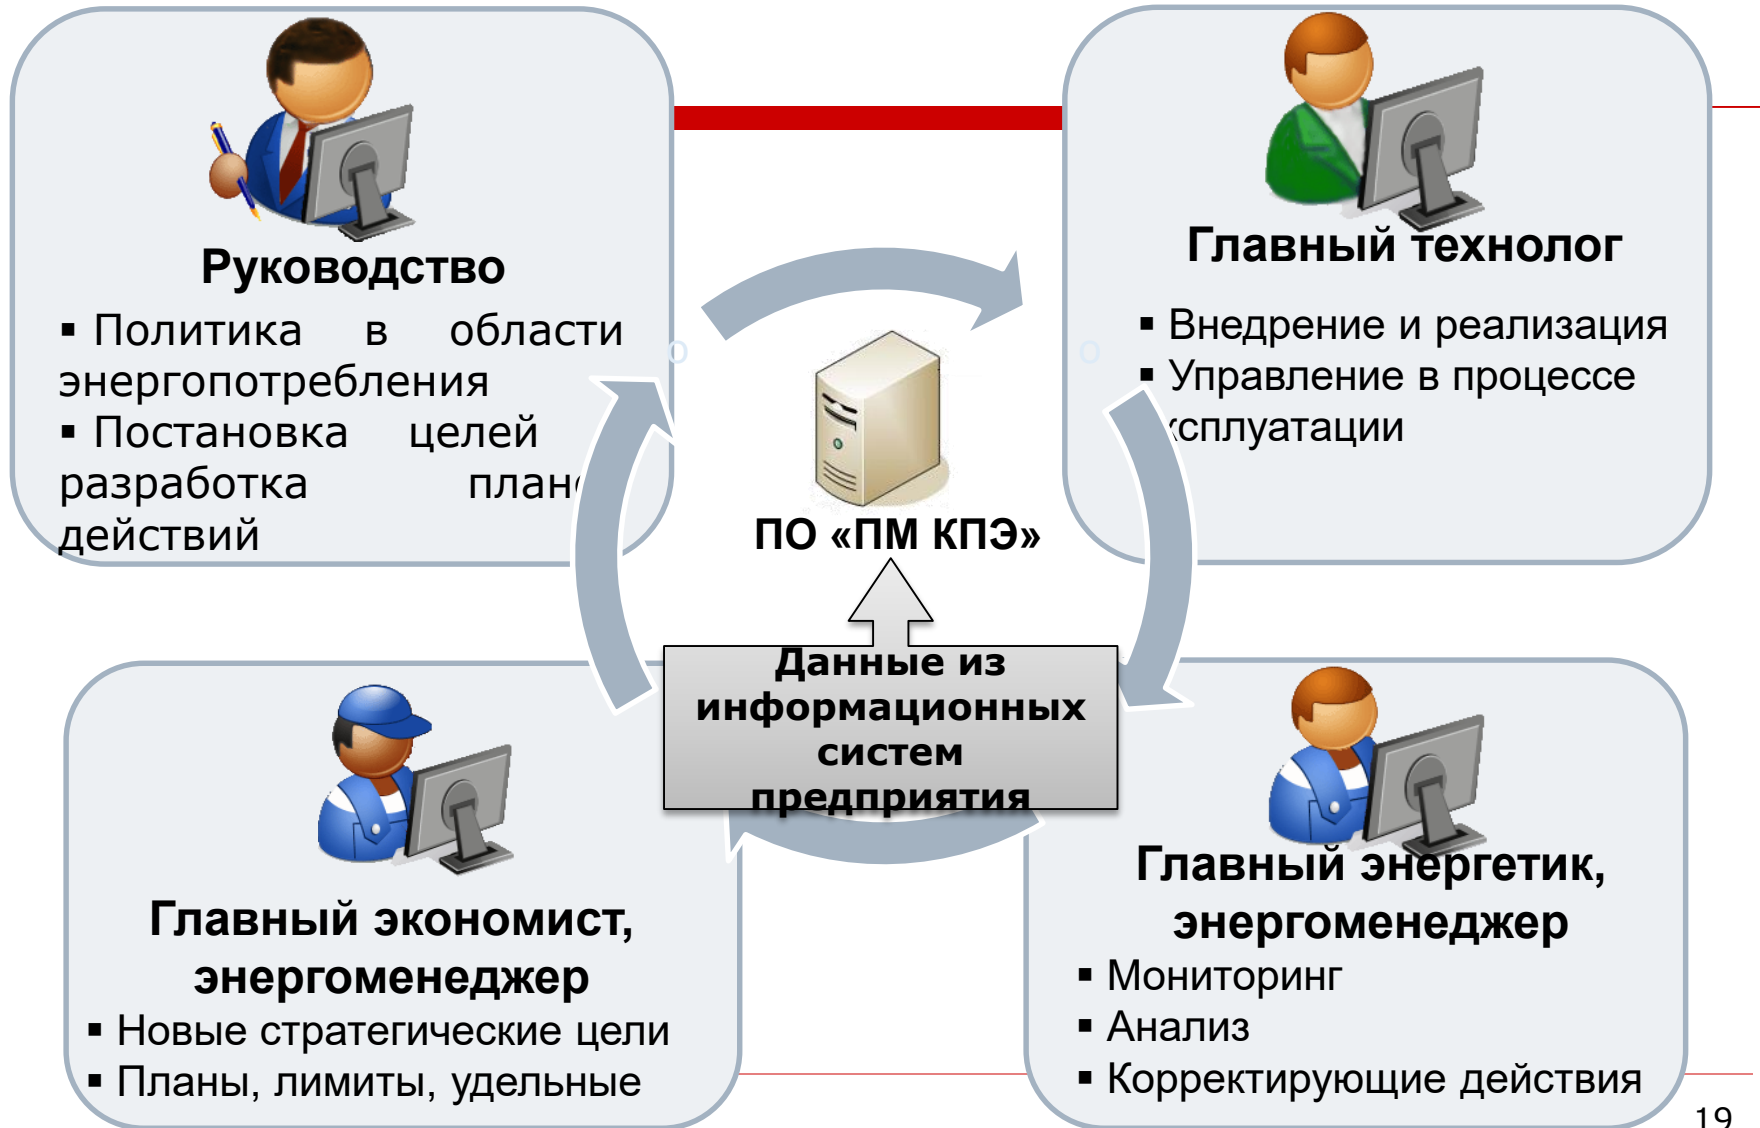 Руководство
▪ Политика в области
энергопотребления
▪ Постановка целей
разработка
действий
Главный технолог
▪ Внедрение и реализация
▪ Управление в процессе
ксплуатации
о
о
ПО «ПМ КПЭ»
Данные из
информационных
систем
предприятия
Главный экономист,
энергоменеджер
▪ Новые стратегические цели
▪ Планы, лимиты, удельные
Главный энергетик,
энергоменеджер
▪ Мониторинг
▪ Анализ
▪ Корректирующие действия
19